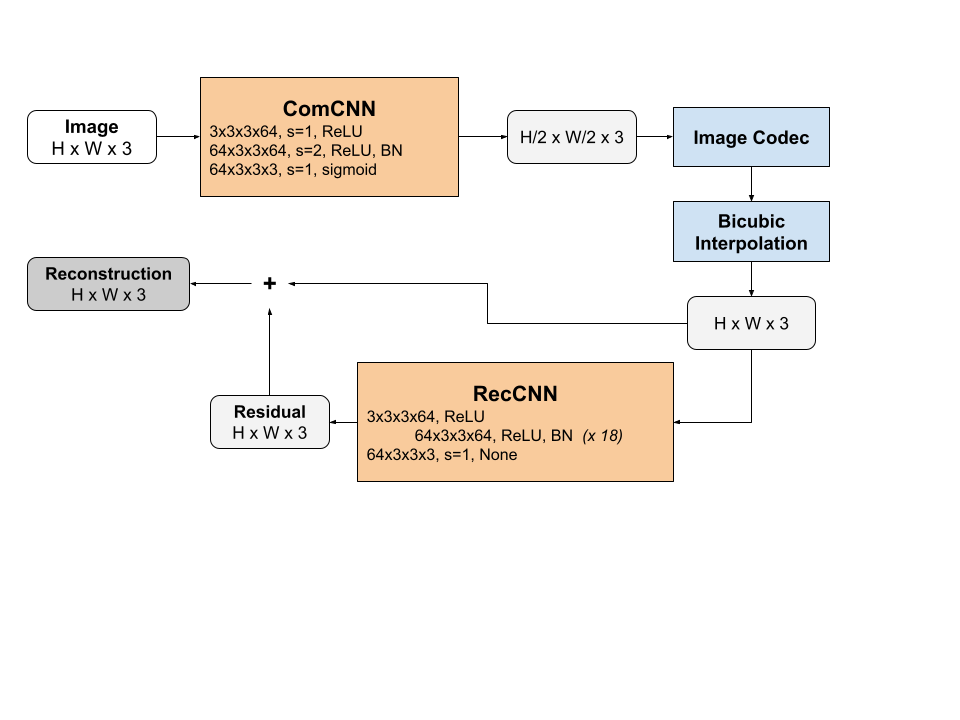 Image
H x W x 3
ComCNN
3x3x3x64, s=1, ReLU
64x3x3x64, s=2, ReLU, BN
64x3x3x3, s=1, sigmoid
H/2 x W/2 x 3
Image Codec
Bicubic
Interpolation
H x W x 3
RecCNN
3x3x3x64, ReLU
64x3x3x64, ReLU, BN (x 18)
64x3x3x3, s=1, None
Residual
H x W x 3
+
Reconstruction
H x W x 3